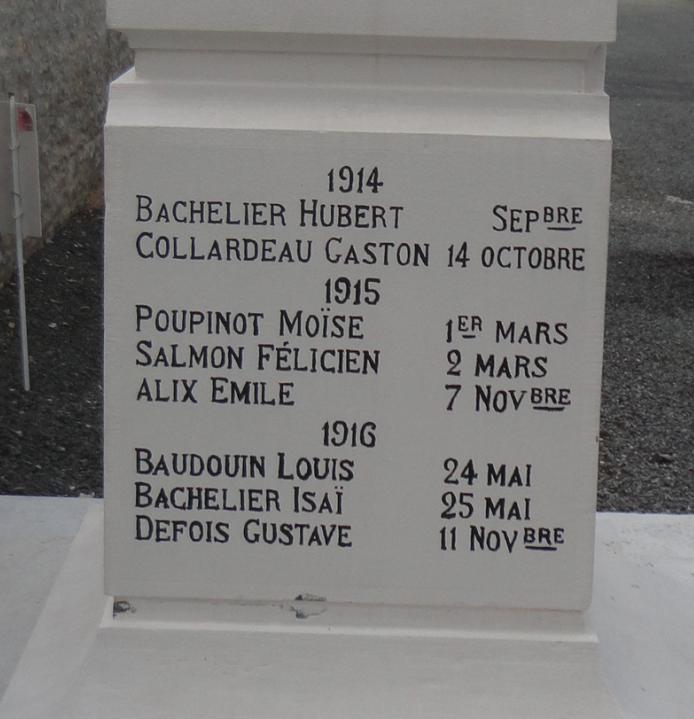 1914
BACHELIER HUBERT SEPBRE
COLLARDEAU GASTON 14 OCTOBRE
1915
POUPINOT MOÏSE 1ER MARS
SALMON FÉLICIEN 2 MARS
ALIX EMILE 7 NOVBRE
1916
BAUDOUIN LOUIS 24 MAI
BACHELIER ISAÏ 25 MAI
DEFOIS GUSTAVE 11 NOVBRE